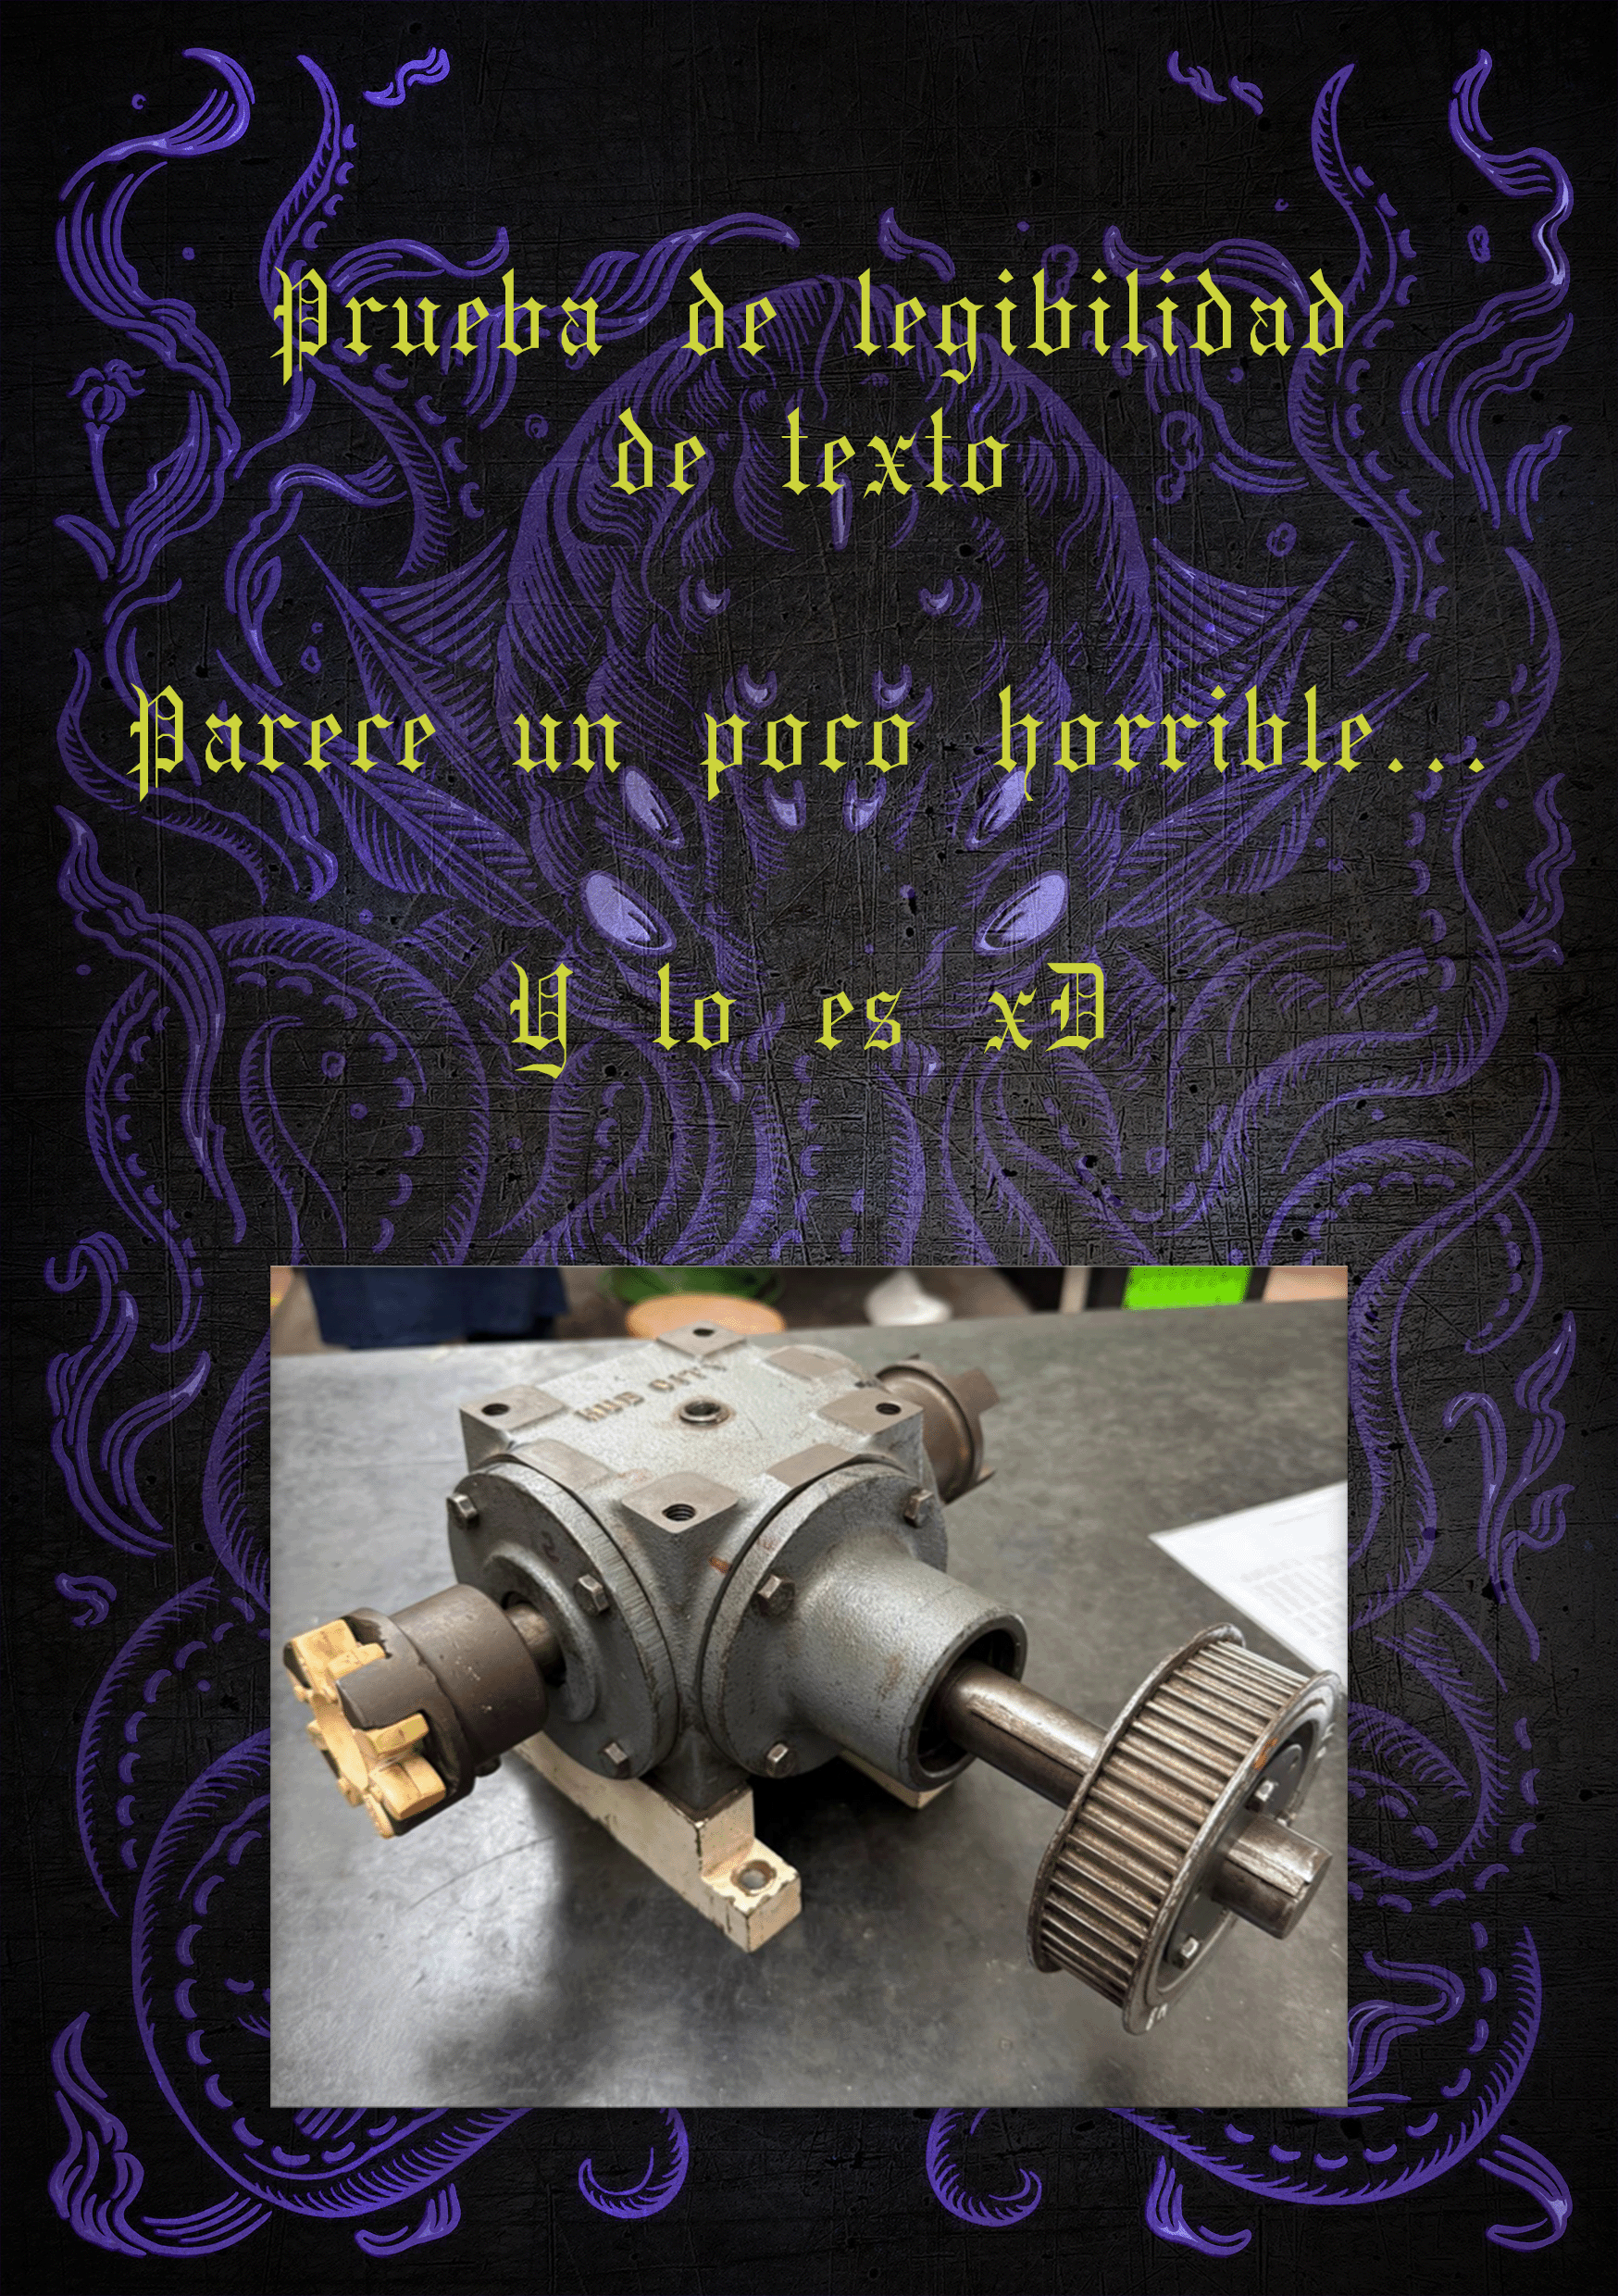 Prueba de legibilidad
de texto
Parece un poco horrible...
Y lo es xD
HUB CITY